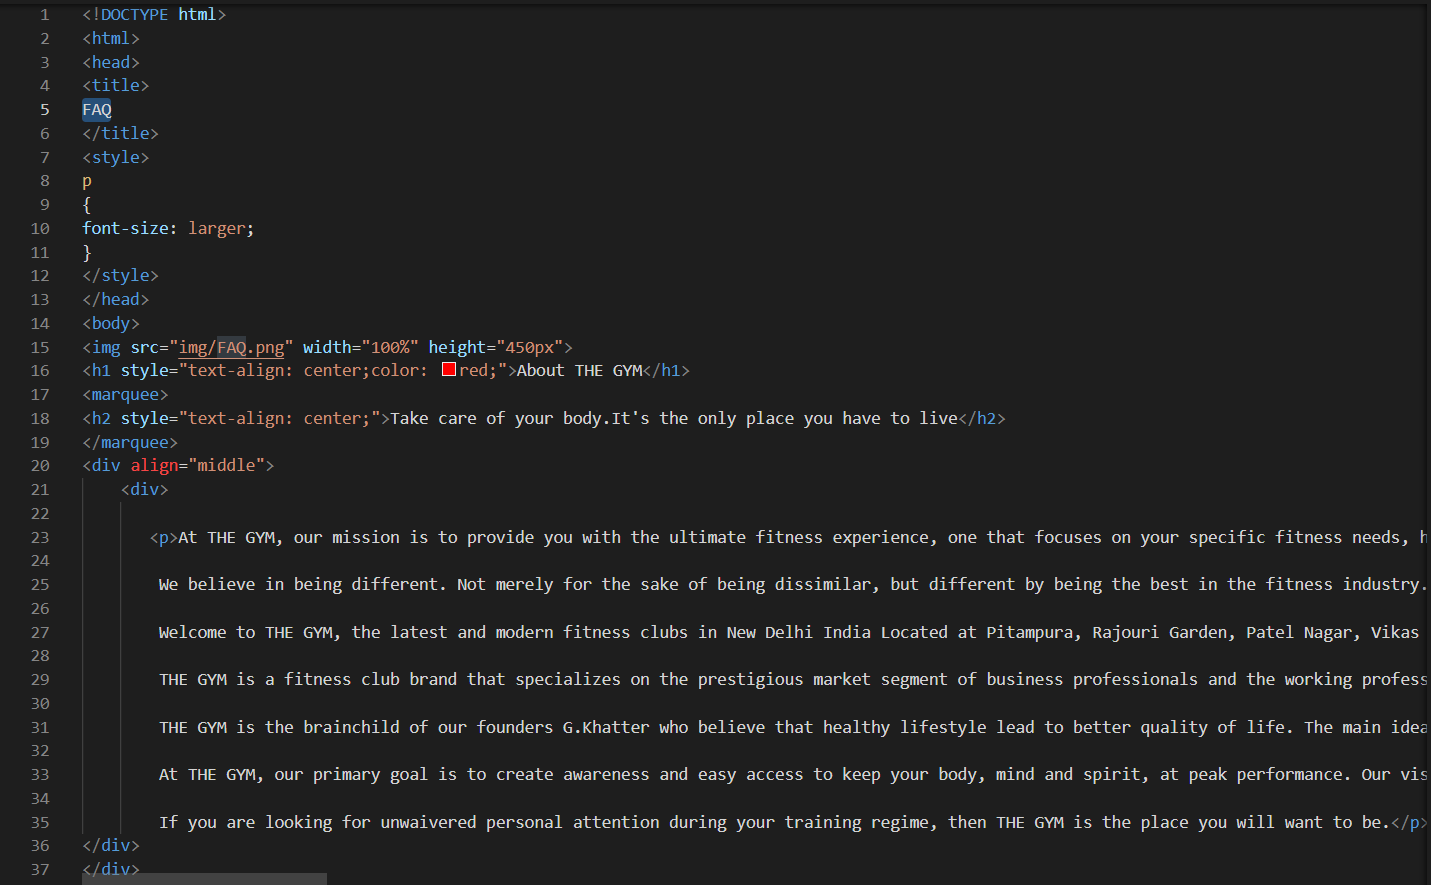 1 <!DOCTYPE html>
2 <html>
3 <head>
4 <title>
5 FAQ
6 </title>
7 <style>
8 p
9 {
10 font-size: larger;
11 }
12 </style>
13 </head>
14 <body>
15 <img src="img/FAQ.png" width="100%" height="450px">
16 <h1 style="text-align: center;color: red;">About THE GYM</h1>
17 <marquee>
18 <h2 style="text-align: center;">Take care of your body.It's the only place you have to live</h2>
19 </marquee>
20 <div align="middle">
21 <div>
22
23 <p>At THE GYM, our mission is to provide you with the ultimate fitness experience, one that focuses on your specific fitness needs,
24
25 We believe in being different. Not merely for the sake of being dissimilar, but different by being the best in the fitness industry.
26
27 Welcome to THE GYM, the latest and modern fitness clubs in New Delhi India Located at Pitampura, Rajouri Garden, Patel Nagar, Vikas
28
29 THE GYM is a fitness club brand that specializes on the prestigious market segment of business professionals and the working profess
30
31 THE GYM is the brainchild of our founders G.Khatter who believe that healthy lifestyle lead to better quality of life. The main idea
32
33 At THE GYM, our primary goal is to create awareness and easy access to keep your body, mind and spirit, at peak performance. Our vis
34
35 If you are looking for unwaivered personal attention during your training regime, then THE GYM is the place you will want to be.</p>
36 </div>
37 </div>